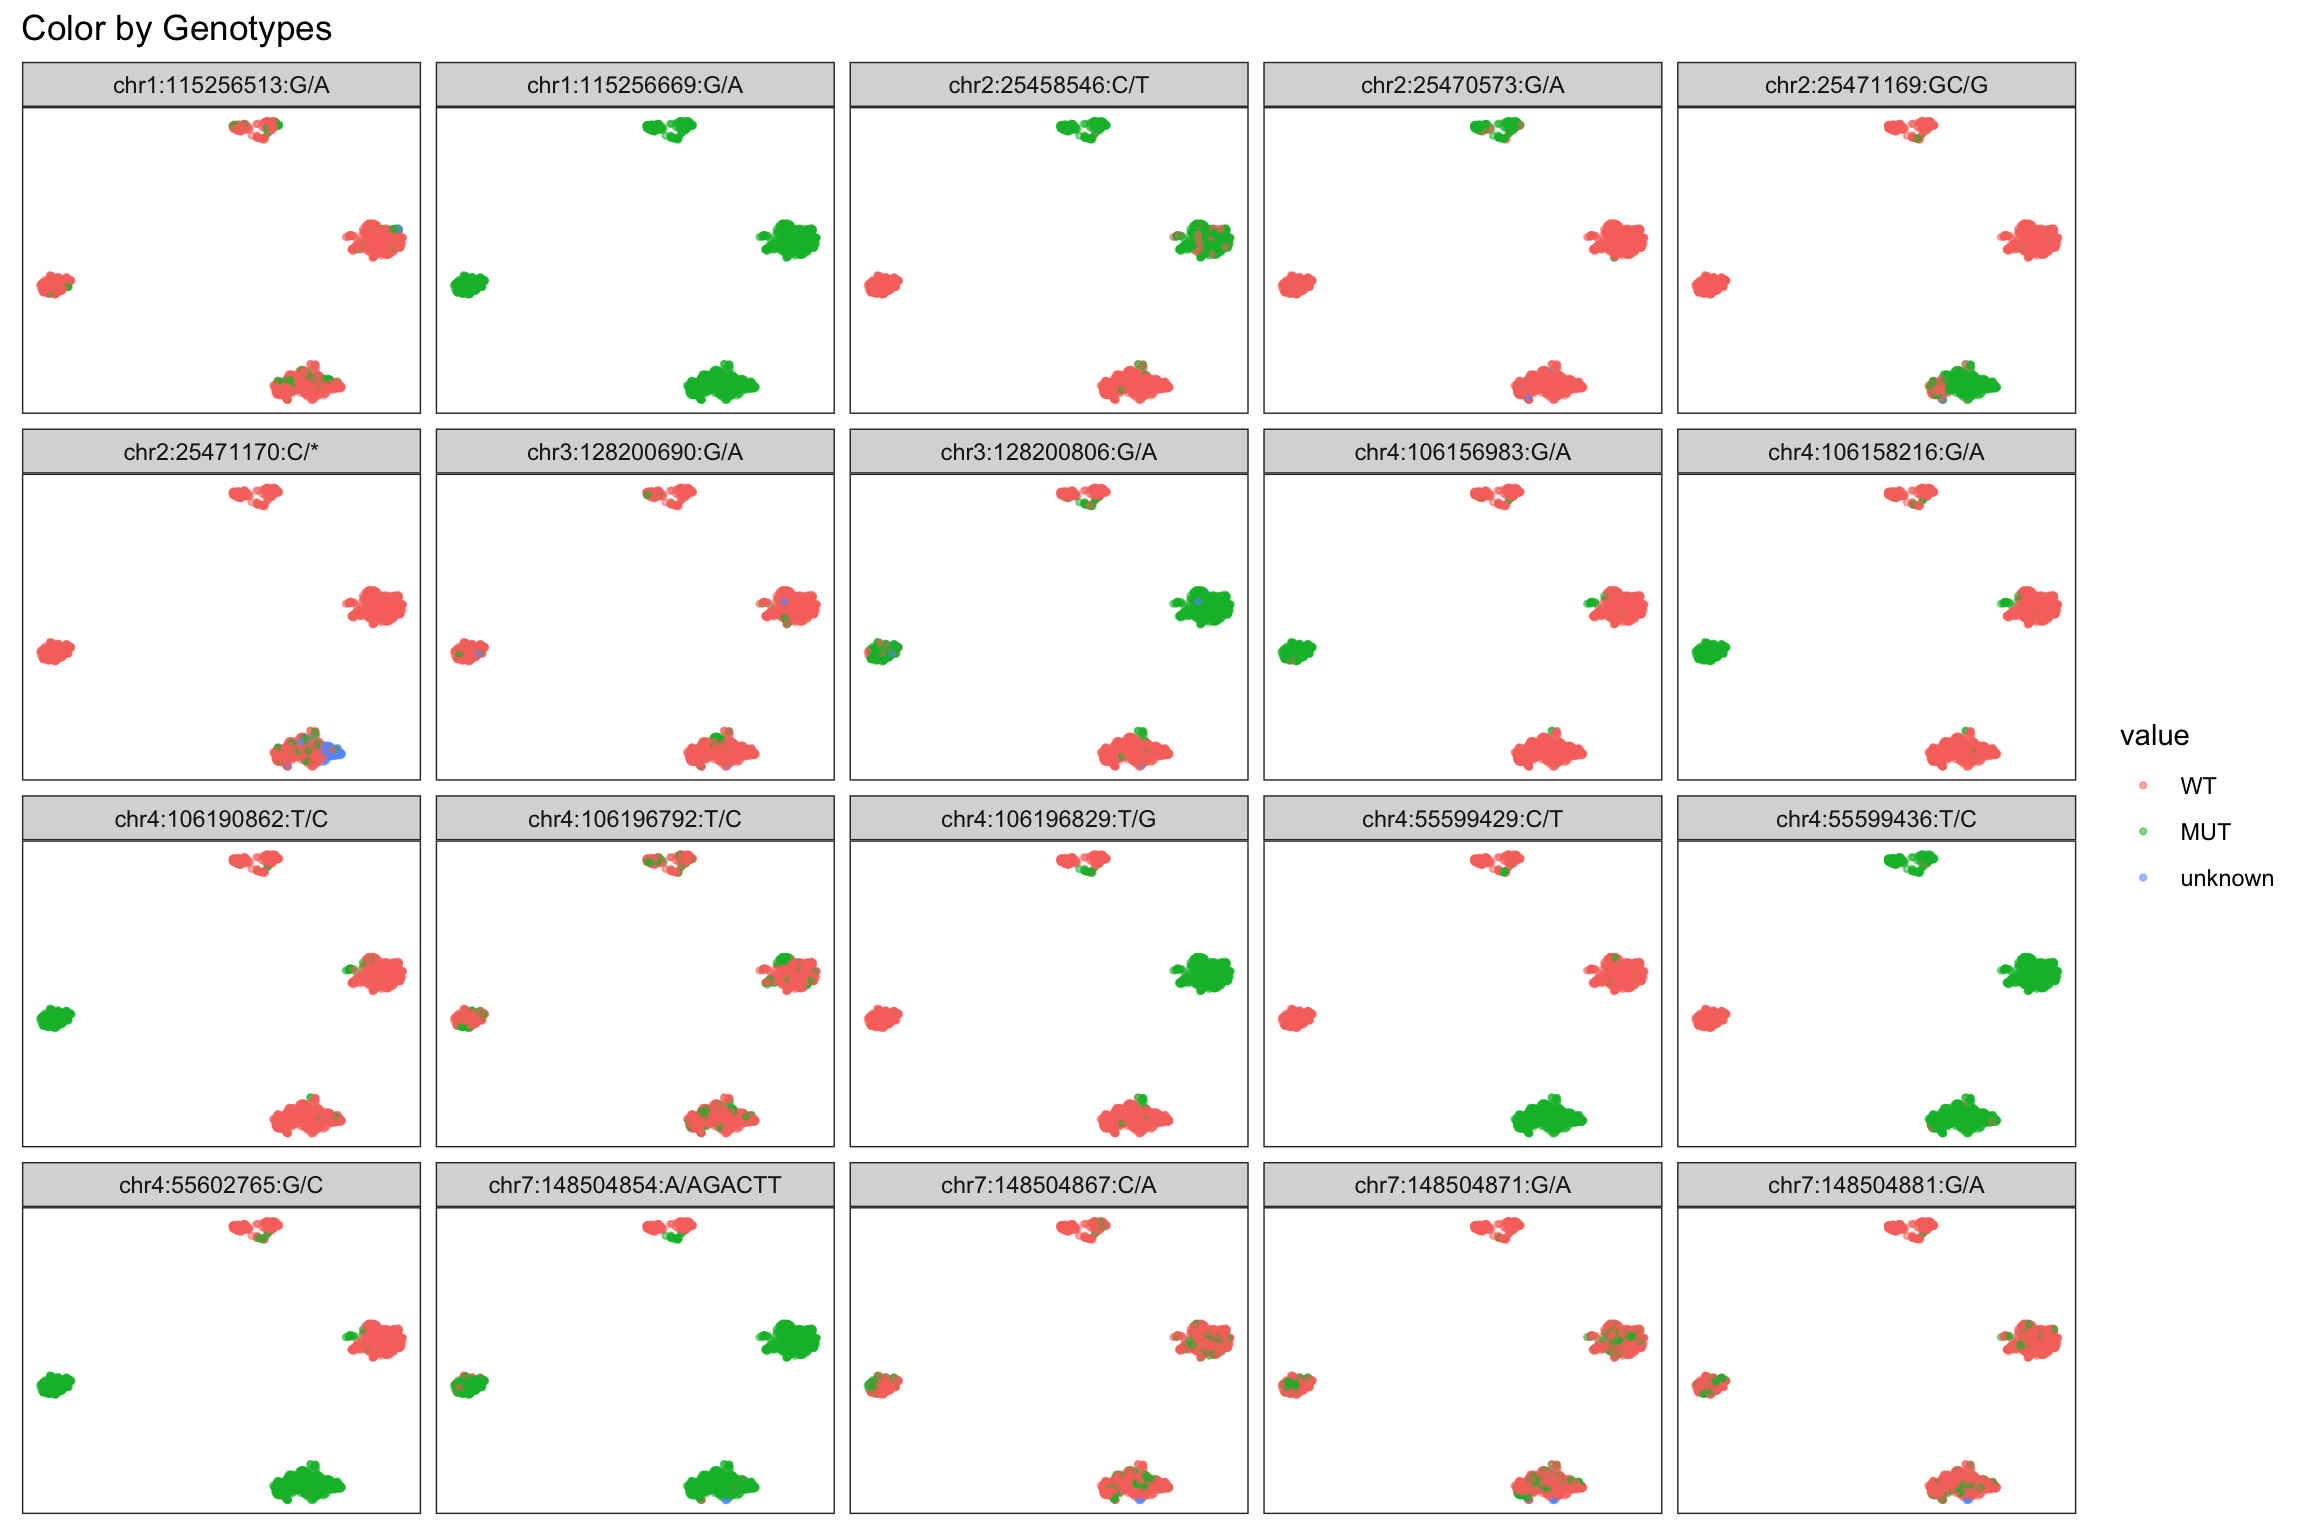 Color by Genotypes
chr1:115256513:G/A
chr1:115256669:G/A
chr2:25458546:C/T
chr2:25470573:G/A
chr2:25471169:GC/G
chr2:25471170:C/*
chr3:128200690:G/A
chr3:128200806:G/A
chr4:106156983:G/A
chr4:106158216:G/A
chr4:106190862:T/C
chr4:106196792:T/C
chr4:106196829:T/G
chr4:55599429:C/T
chr4:55599436:T/C
chr4:55602765:G/C
chr7:148504854:A/AGACTT
chr7:148504867:C/A
chr7:148504871:G/A
chr7:148504881:G/A
value
WT
MUT
unknown